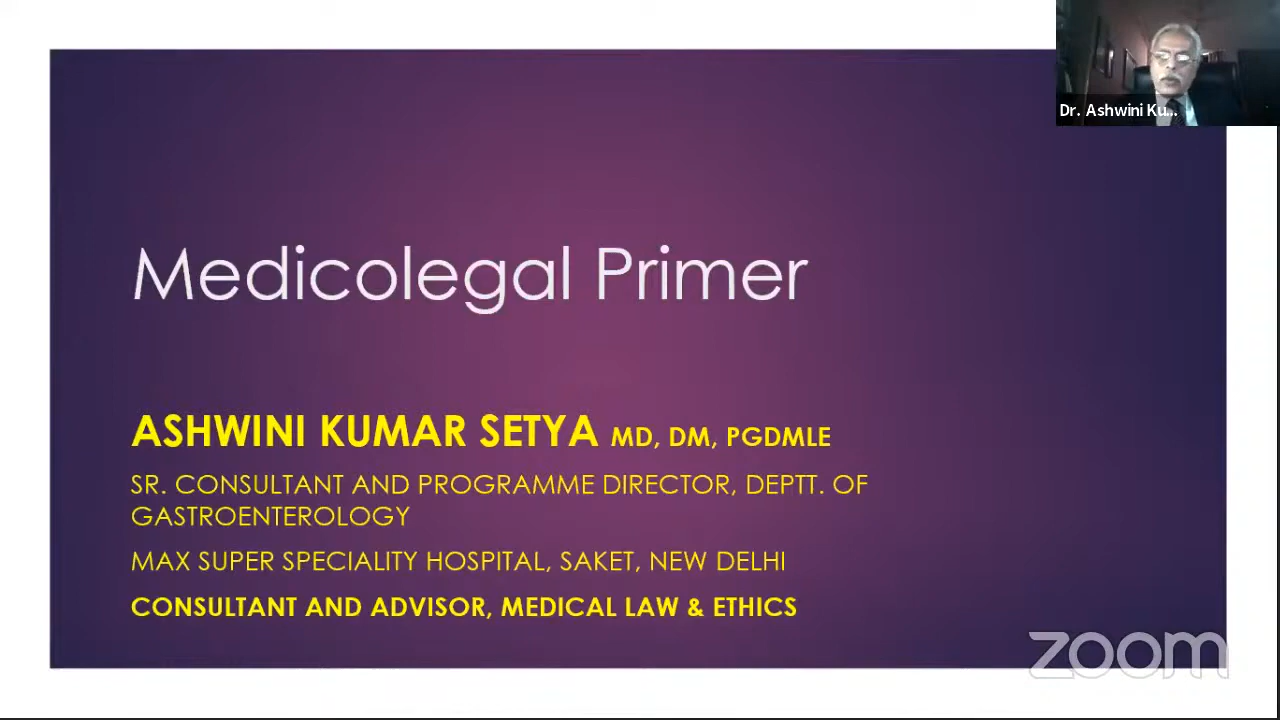 Dr. Ashwini Ku...
Medicolegal Primer
ASHWINI KUMAR SETYA MD, DM, PGDMLE
SR. CONSULTANT AND PROGRAMME DIRECTOR, DEPTT. OF
GASTROENTEROLOGY
MAX SUPER SPECIALITY HOSPITAL, SAKET, NEW DELHI
CONSULTANT AND ADVISOR, MEDICAL LAW & ETHICS
zoom